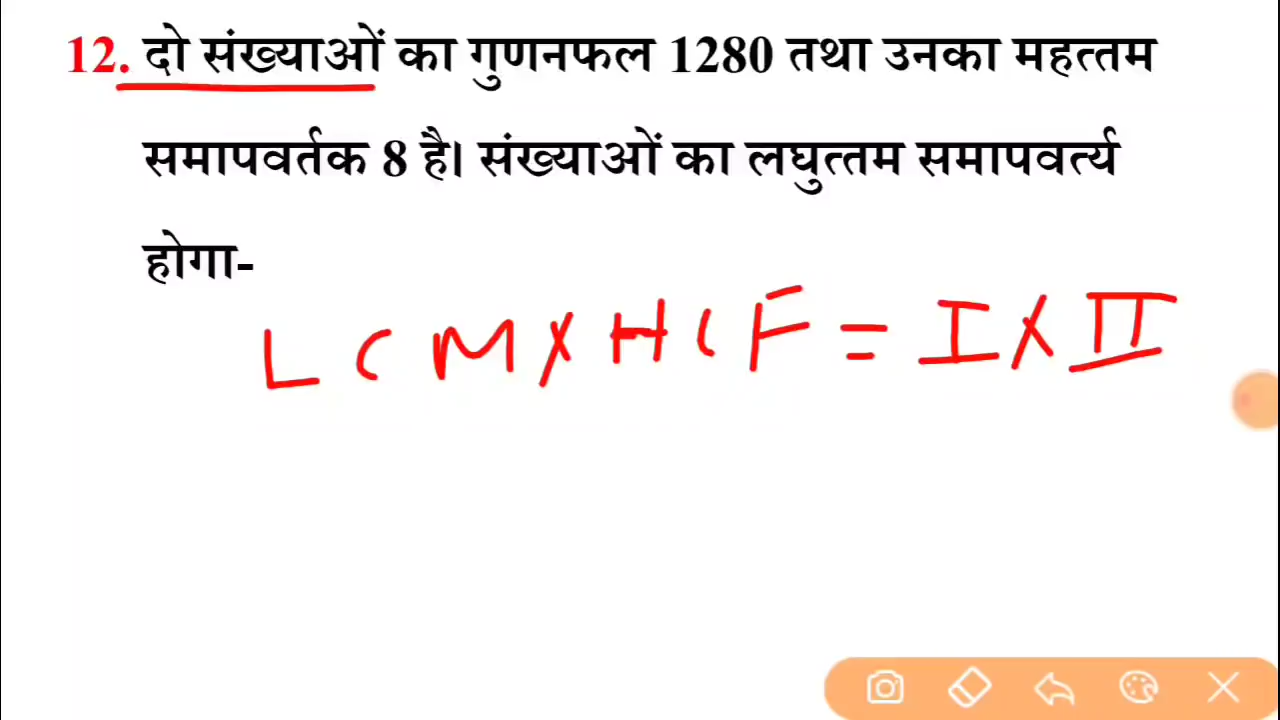 12. दो संख्याओं का गुणनफल 1280 तथा उनका महत्तम
समापवर्तक 8 है। संख्याओं का लघुत्तम समापवर्त्य
होगा-
LCM X HCF = I X II